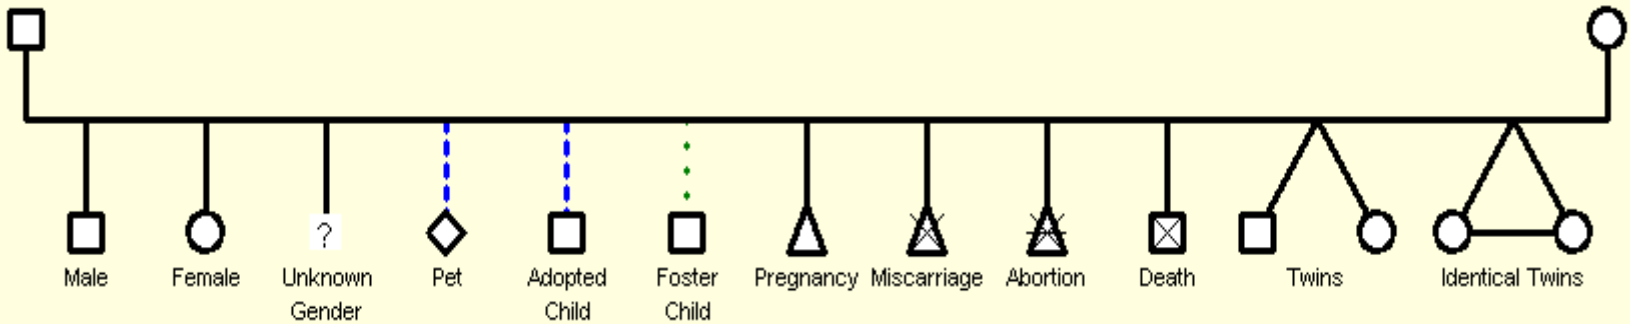 ?
Male Female Unknown Pet Adopted Foster Pregnancy Miscarriage Abortion Death Twins Identical Twins
Gender Child Child